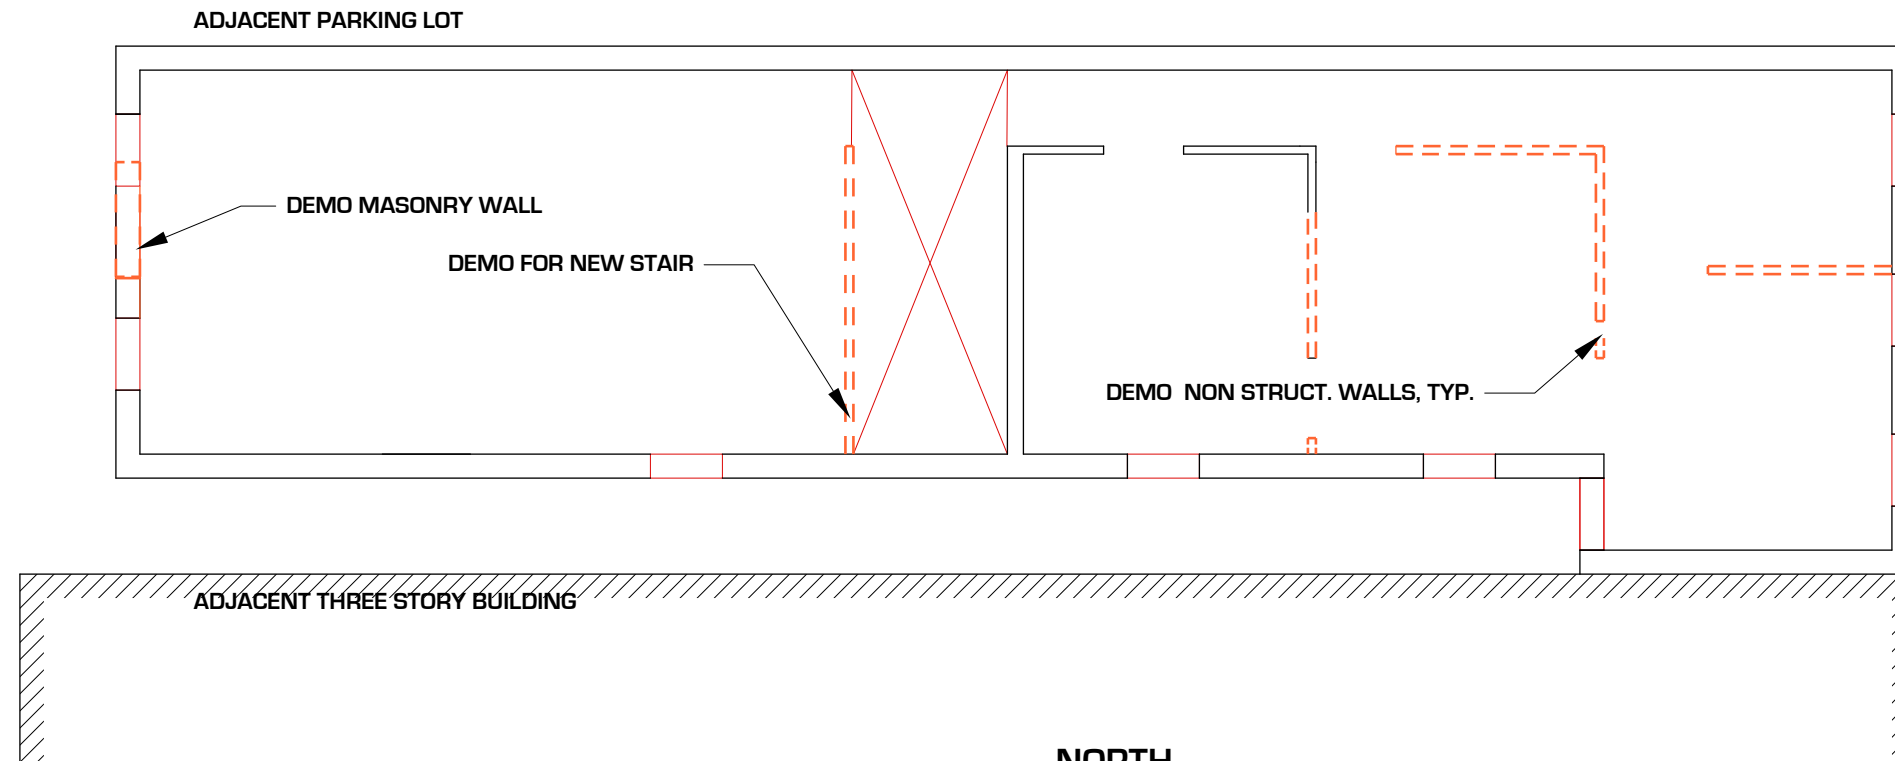 ADJACENT PARKING LOT
DEMO MASONRY WALL
DEMO FOR NEW STAIR
DEMO  NON STRUCT. WALLS, TYP.
ADJACENT THREE STORY BUILDING
NORTH